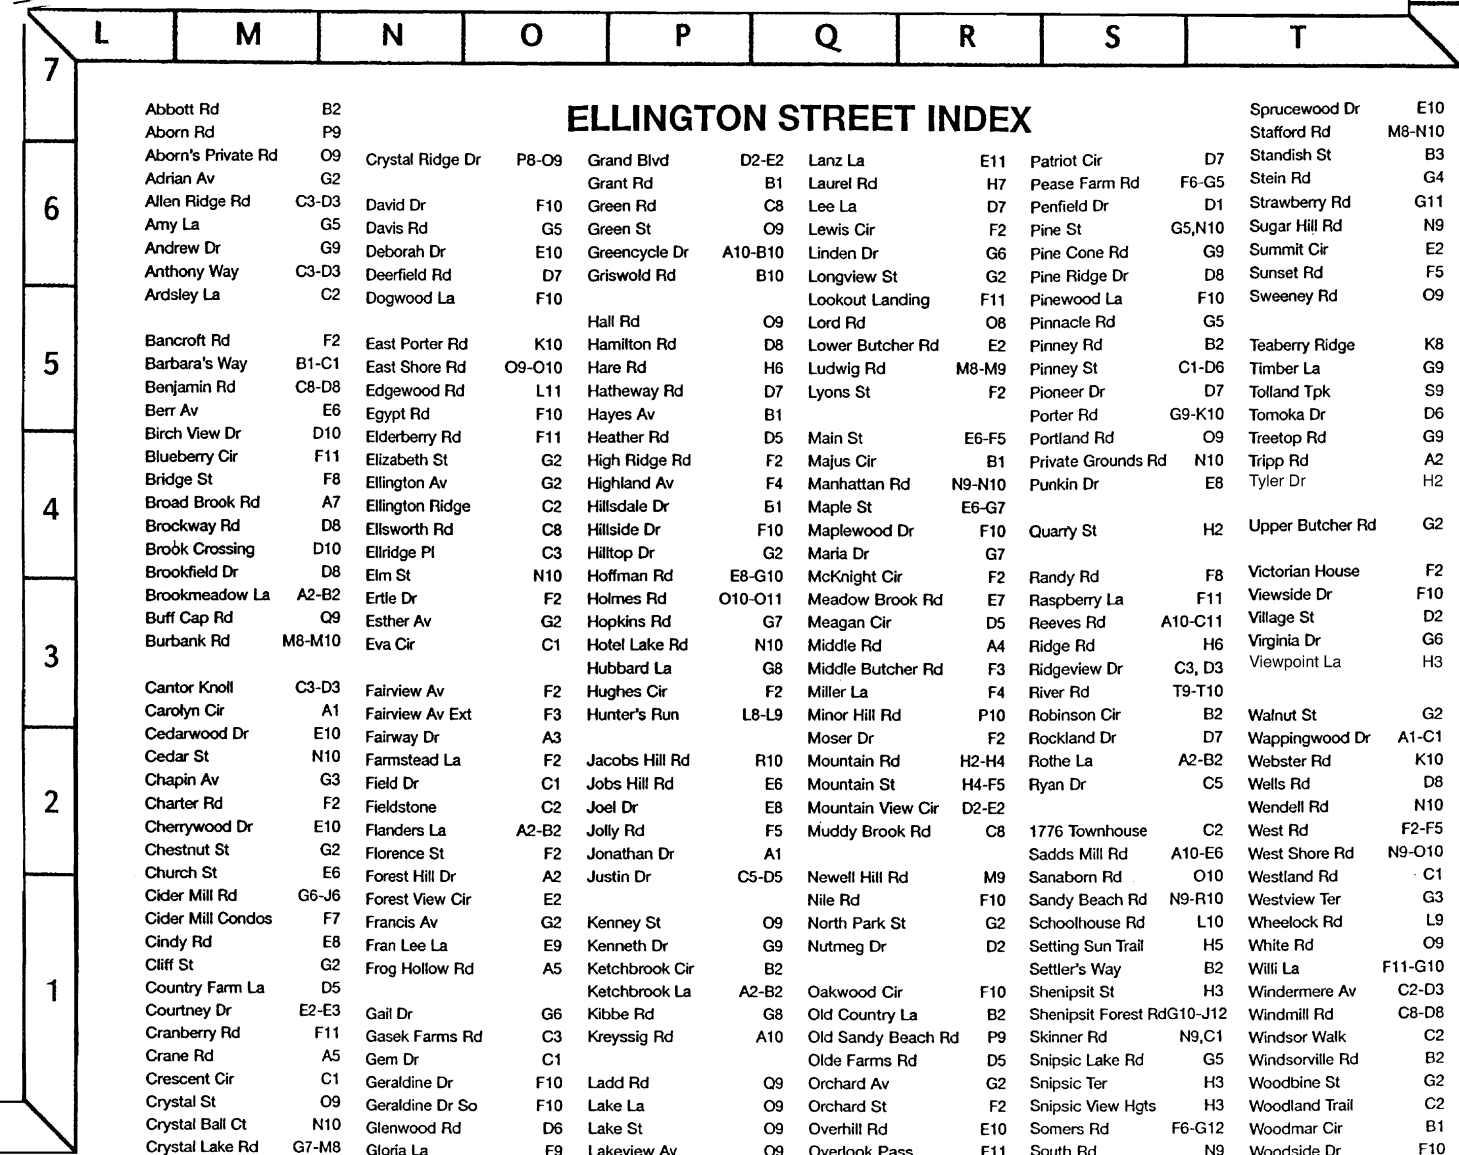 L M N O P Q R S T
7
6
5
4
3
2
1
ELLINGTON STREET INDEX
Abbott Rd B2
Aborn Rd P9
Aborn's Private Rd O9
Adrian Av G2
Allen Ridge Rd C3-D3
Amy La G5
Andrew Dr G9
Anthony Way C3-D3
Ardsley La C2
Bancroft Rd F2
Barbara's Way B1-C1
Benjamin Rd C8-D8
Berr Av E6
Birch View Dr D10
Blueberry Cir F11
Bridge St F8
Broad Brook Rd A7
Brockway Rd D8
Brook Crossing D10
Brookfield Dr D8
Brookmeadow La A2-B2
Buff Cap Rd Q9
Burbank Rd M8-M10
Cantor Knoll C3-D3
Carolyn Cir A1
Cedarwood Dr E10
Cedar St N10
Chapin Av G3
Charter Rd F2
Cherrywood Dr E10
Chestnut St G2
Church St E6
Cider Mill Rd G6-J6
Cider Mill Condos F7
Cindy Rd E8
Cliff St G2
Country Farm La D5
Courtney Dr E2-E3
Cranberry Rd F11
Crane Rd A5
Crescent Cir C1
Crystal St O9
Crystal Ball Ct N10
Crystal Lake Rd G7-M8
Crystal Ridge Dr P8-O9
David Dr F10
Davis Rd G5
Deborah Dr E10
Deerfield Rd D7
Dogwood La F10
East Porter Rd K10
East Shore Rd O9-O10
Edgewood Rd L11
Egypt Rd F10
Elderberry Rd F11
Elizabeth St G2
Ellington Av G2
Ellington Ridge C2
Ellsworth Rd C8
Ellridge Pl C3
Elm St N10
Ertle Dr F2
Esther Av G2
Eva Cir C1
Fairview Av F2
Fairview Av Ext F3
Fairway Dr A3
Farmstead La F2
Field Dr C1
Fieldstone C2
Flanders La A2-B2
Florence St F2
Forest Hill Dr A2
Forest View Cir E2
Francis Av G2
Fran Lee La E9
Frog Hollow Rd A5
Gail Dr G6
Gasek Farms Rd C3
Gem Dr C1
Geraldine Dr F10
Geraldine Dr So F10
Glenwood Rd D6
Gloria La F9
Grand Blvd D2-E2
Grant Rd B1
Green Rd C8
Green St O9
Greencycle Dr A10-B10
Griswold Rd B10
Hall Rd O9
Hamilton Rd D8
Hare Rd H6
Hatheway Rd D7
Hayes Av B1
Heather Rd D5
High Ridge Rd F2
Highland Av F4
Hillsdale Dr B1
Hillside Dr F10
Hilltop Dr G2
Hoffman Rd E8-G10
Holmes Rd O10-O11
Hopkins Rd G7
Hotel Lake Rd N10
Hubbard La G8
Hughes Cir F2
Hunter's Run L8-L9
Jacobs Hill Rd R10
Jobs Hill Rd E6
Joel Dr E8
Jolly Rd F5
Jonathan Dr A1
Justin Dr C5-D5
Kenney St O9
Kenneth Dr G9
Ketchbrook Cir B2
Ketchbrook La A2-B2
Kibbe Rd G8
Kreyssig Rd A10
Ladd Rd Q9
Lake La O9
Lake St O9
Lakeview Av O9
Lanz La E11
Laurel Rd H7
Lee La D7
Lewis Cir F2
Linden Dr G6
Longview St G2
Lookout Landing F11
Lord Rd O8
Lower Butcher Rd E2
Ludwig Rd M8-M9
Lyons St F2
Main St E6-F5
Majus Cir B1
Manhattan Rd N9-N10
Maple St E6-G7
Maplewood Dr F10
Maria Dr G7
McKnight Cir F2
Meadow Brook Rd E7
Meagan Cir D5
Middle Rd A4
Middle Butcher Rd F3
Miller La F4
Minor Hill Rd P10
Moser Dr F2
Mountain Rd H2-H4
Mountain St H4-F5
Mountain View Cir D2-E2
Muddy Brook Rd C8
Newell Hill Rd M9
Nile Rd F10
North Park St G2
Nutmeg Dr D2
Oakwood Cir F10
Old Country La B2
Old Sandy Beach Rd P9
Olde Farms Rd D5
Orchard Av G2
Orchard St F2
Overhill Rd E10
Overlook Pass F11
Patriot Cir D7
Pease Farm Rd F6-G5
Penfield Dr D1
Pine St G5,N10
Pine Cone Rd G9
Pine Ridge Dr D8
Pinewood La F10
Pinnacle Rd G5
Pinney Rd B2
Pinney St C1-D6
Pioneer Dr D7
Porter Rd G9-K10
Portland Rd O9
Private Grounds Rd N10
Punkin Dr E8
Quarry St H2
Randy Rd F8
Raspberry La F11
Reeves Rd A10-C11
Ridge Rd H6
Ridgeview Dr C3, D3
River Rd T9-T10
Robinson Cir B2
Rockland Dr D7
Rothe La A2-B2
Ryan Dr C5
1776 Townhouse C2
Sadds Mill Rd A10-E6
Sanaborn Rd O10
Sandy Beach Rd N9-R10
Schoolhouse Rd L10
Setting Sun Trail H5
Settler's Way B2
Shenipsit St H3
Shenipsit Forest RdG10-J12
Skinner Rd N9,C1
Snipsic Lake Rd G5
Snipsic Ter H3
Snipsic View Hgts H3
Somers Rd F6-G12
South Rd N9
Sprucewood Dr E10
Stafford Rd M8-N10
Standish St B3
Stein Rd G4
Strawberry Rd G11
Sugar Hill Rd N9
Summit Cir E2
Sunset Rd F5
Sweeney Rd O9
Teaberry Ridge K8
Timber La G9
Tolland Tpk S9
Tomoka Dr D6
Treetop Rd G9
Tripp Rd A2
Tyler Dr H2
Upper Butcher Rd G2
Victorian House F2
Viewside Dr F10
Village St D2
Virginia Dr G6
Viewpoint La H3
Walnut St G2
Wappingwood Dr A1-C1
Webster Rd K10
Wells Rd D8
Wendell Rd N10
West Rd F2-F5
West Shore Rd N9-O10
Westland Rd C1
Westview Ter G3
Wheelock Rd L9
White Rd O9
Willi La F11-G10
Windermere Av C2-D3
Windmill Rd C8-D8
Windsor Walk C2
Windsorville Rd B2
Woodbine St G2
Woodland Trail C2
Woodmar Cir B1
Woodside Dr F10